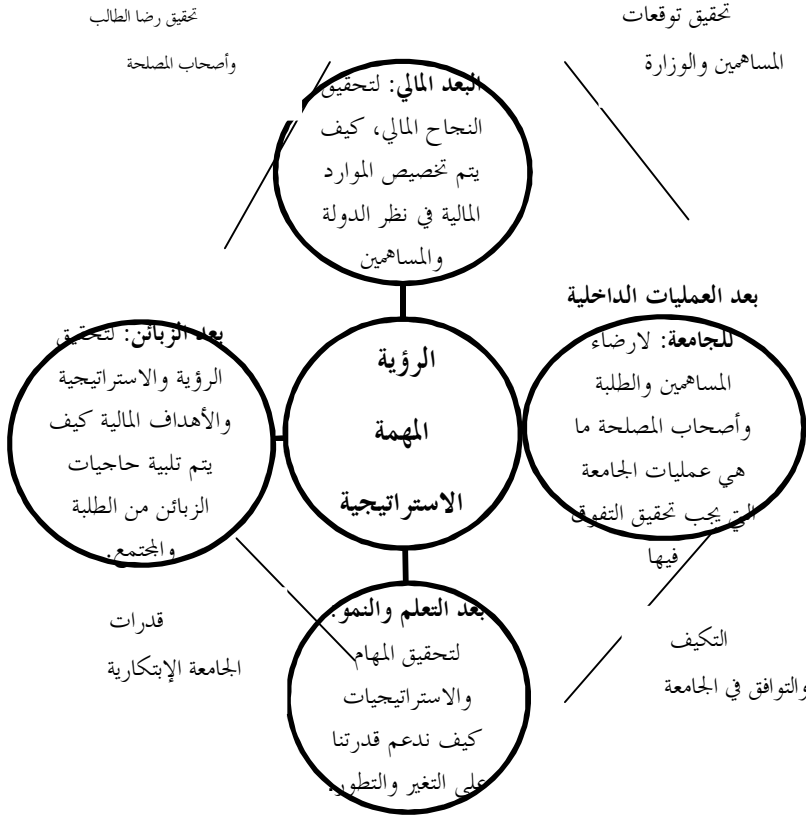 تحقيق توقعات
المساهمين والوزارة
تحقيق رضا الطالب
وأصحاب المصلحة
البعد المالي: لتحقيق
النجاح المالي، كيف
يتم تخصيص الموارد
المالية في نظر الدولة
والمساهمين
بعد العمليات الداخلية
للجامعة: لارضاء
المساهمين والطلبة
وأصحاب المصلحة ما
هي عمليات الجامعة
التي يجب تحقيق التفوق
فيها
الرؤية
المهمة
الاستراتيجية
بعد الزبائن: لتحقيق
الرؤية والاستراتيجية
والأهداف المالية كيف
يتم تلبية حاجيات
الزبائن من الطلبة
والمجتمع.
بعد التعلم والنمو:
لتحقيق المهام
والاستراتيجيات
كيف ندعم قدرتنا
على التغير والتطور.
التكيف
والتوافق في الجامعة
قدرات
الجامعة الإبتكارية